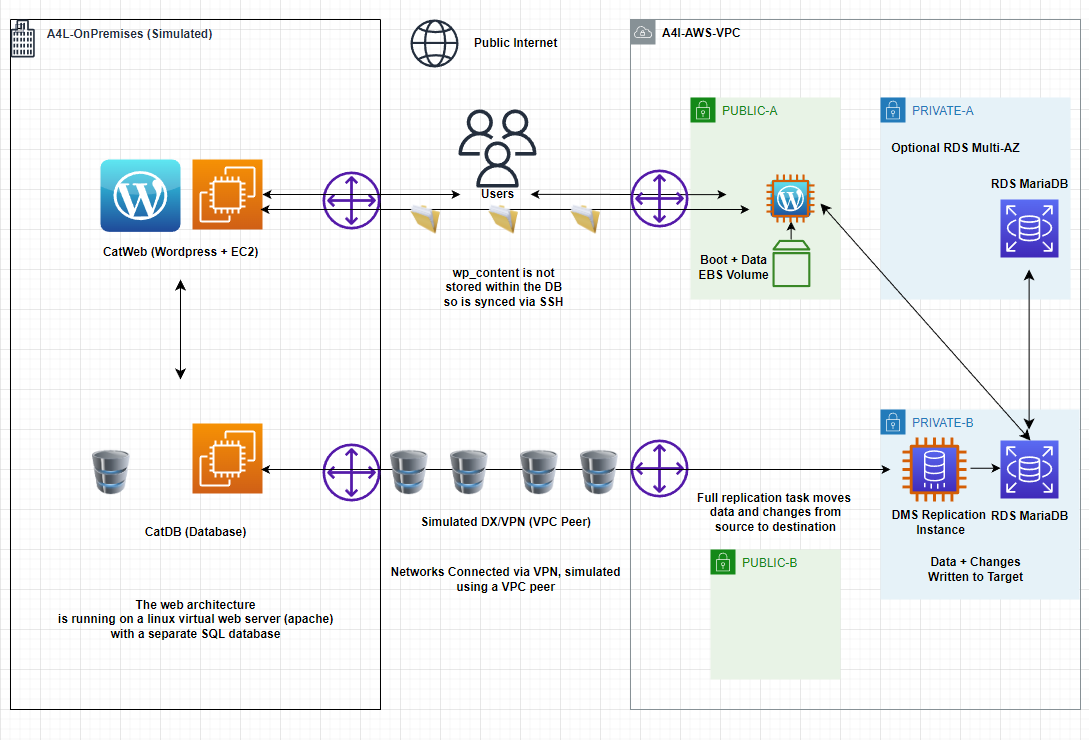 A4L-OnPremises (Simulated)
Public Internet
A4l-AWS-VPC
PUBLIC-A
PRIVATE-A
Optional RDS Multi-AZ
RDS MariaDB
Users
CatWeb (Wordpress + EC2)
wp_content is not
stored within the DB
so is synced via SSH
Boot + Data
EBS Volume
PRIVATE-B
CatDB (Database)
Simulated DX/VPN (VPC Peer)
Full replication task moves
data and changes from
source to destination
DMS Replication
Instance
RDS MariaDB
PUBLIC-B
Data + Changes
Written to Target
Networks Connected via VPN, simulated
using a VPC peer
The web architecture
is running on a linux virtual web server (apache)
with a separate SQL database